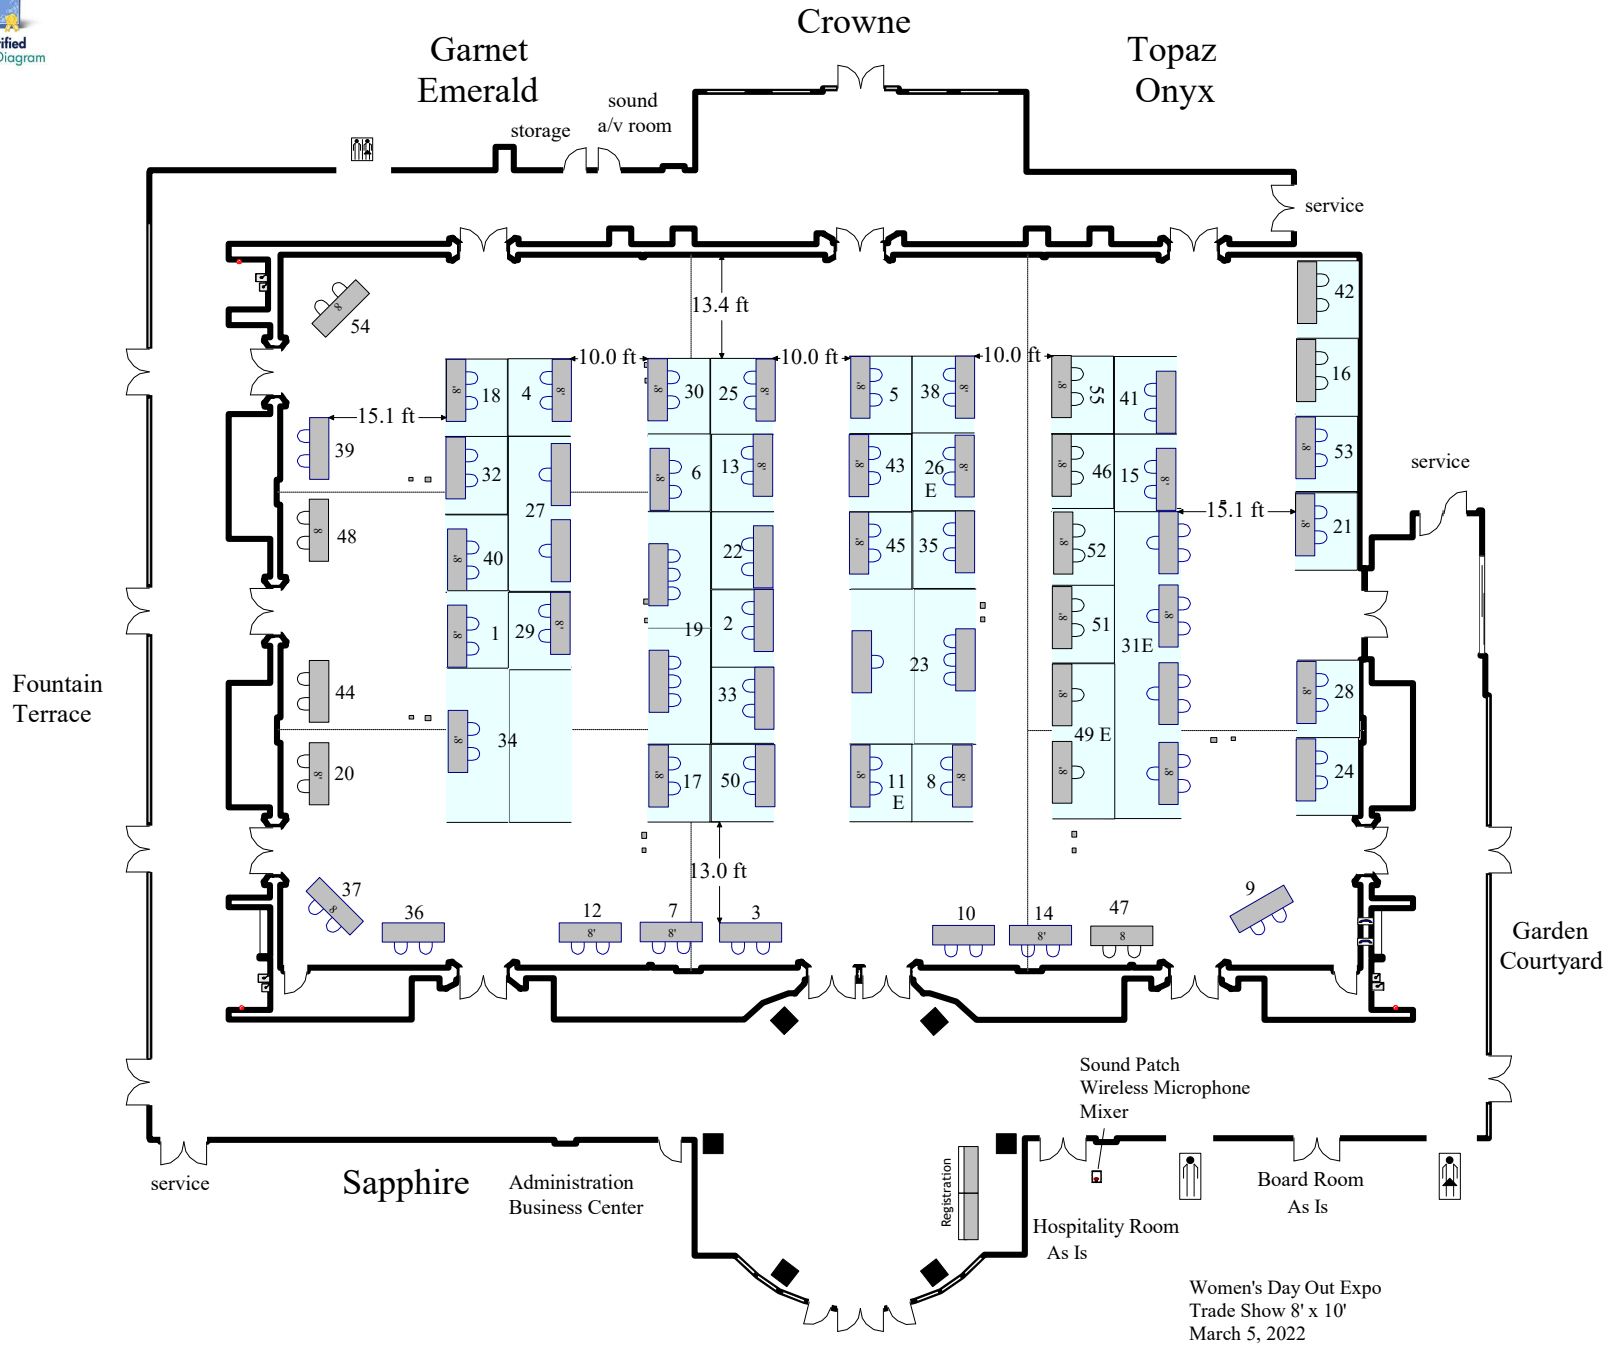 Crowne
Garnet
Emerald
Topaz
Onyx
Diagram
sound
a/v room
storage
service
13.4 ft
42
54
10.0 ft
10.0 ft
10.0 ft
18
4
30
25
5
38
55
41
16
15.1 ft
39
32
27
6
13
43
26
E
46
15
53
service
48
40
22
45
35
52
15.1 ft
21
1
29
19
2
23
51
31E
44
34
33
49 E
28
Fountain
Terrace
20
17
50
11
E
8
24
13.0 ft
37
36
12
7
3
10
14
47
9
8'
8'
8'
8
Garden
Courtyard
Sound Patch
Wireless Microphone
Mixer
service
Sapphire
Administration
Business Center
Registration
Hospitality Room
As Is
Board Room
As Is
Women's Day Out Expo
Trade Show 8' x 10'
March 5, 2022